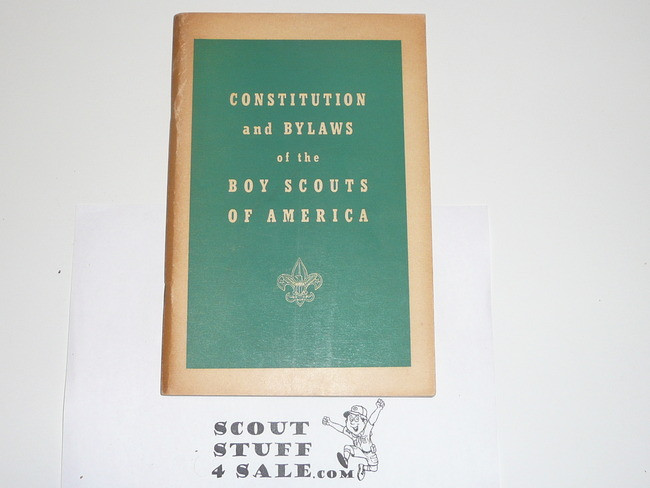 CONSTITUTION
and BYLAWS
of the
BOY SCOUTS
OF AMERICA
SCOUT
STUFF
4 SALE.COM